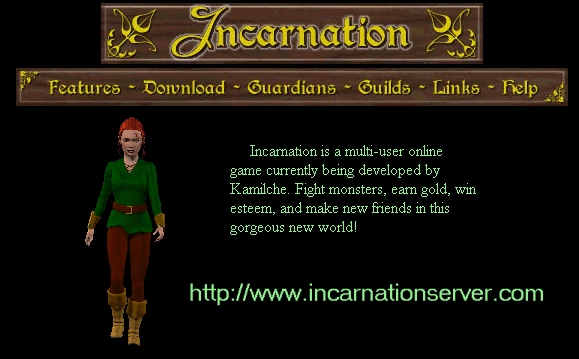 Incarnation
Features ~ Download ~ Guardians ~ Guilds ~ Links ~ Help
Incarnation is a multi-user online
game currently being developed by
Kamilche. Fight monsters, earn gold, win
esteem, and make new friends in this
gorgeous new world!
http://www.incarnationserver.com